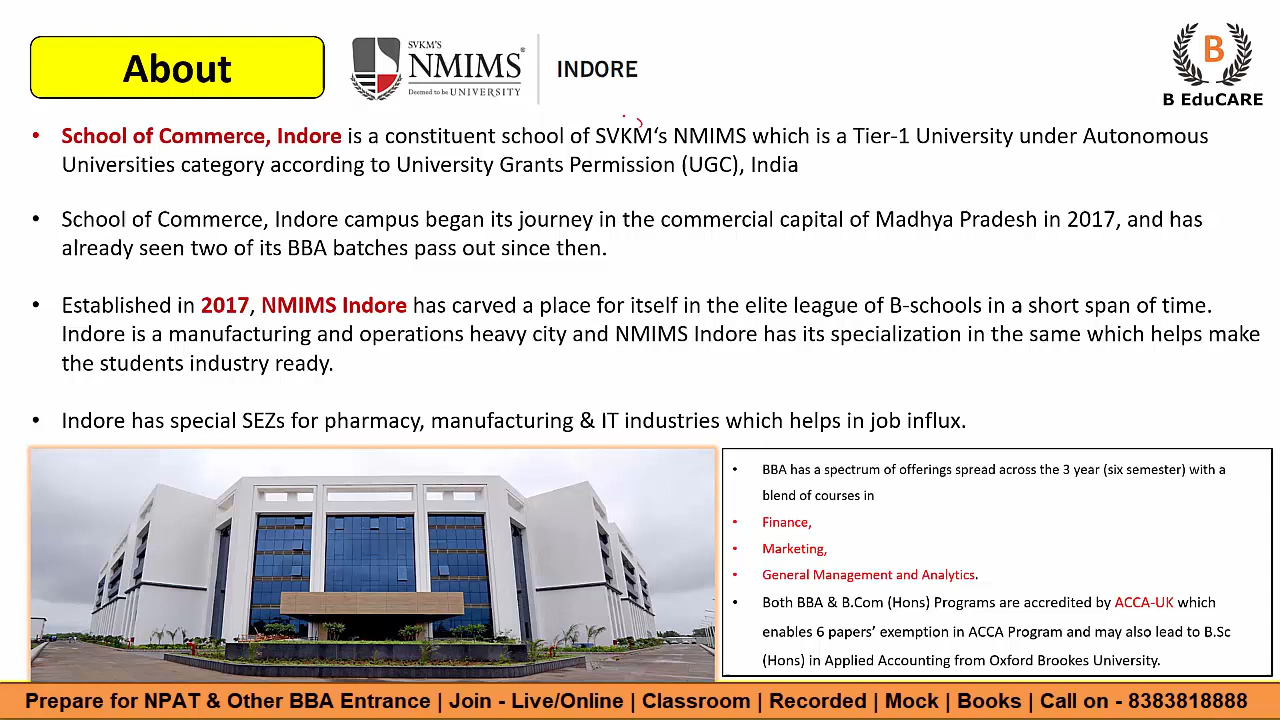 About
SVKM'S
NMIMS®
Deemed to be UNIVERSITY
INDORE
B
B EduCARE
• School of Commerce, Indore is a constituent school of SVKM‘s NMIMS which is a Tier-1 University under Autonomous
Universities category according to University Grants Permission (UGC), India
• School of Commerce, Indore campus began its journey in the commercial capital of Madhya Pradesh in 2017, and has
already seen two of its BBA batches pass out since then.
• Established in 2017, NMIMS Indore has carved a place for itself in the elite league of B-schools in a short span of time.
Indore is a manufacturing and operations heavy city and NMIMS Indore has its specialization in the same which helps make
the students industry ready.
• Indore has special SEZs for pharmacy, manufacturing & IT industries which helps in job influx.
• BBA has a spectrum of offerings spread across the 3 year (six semester) with a
blend of courses in
• Finance,
• Marketing,
• General Management and Analytics.
• Both BBA & B.Com (Hons) Programs are accredited by ACCA-UK which
enables 6 papers’ exemption in ACCA Program and may also lead to B.Sc
(Hons) in Applied Accounting from Oxford Brookes University.
Prepare for NPAT & Other BBA Entrance | Join - Live/Online | Classroom | Recorded | Mock | Books | Call on - 8383818888